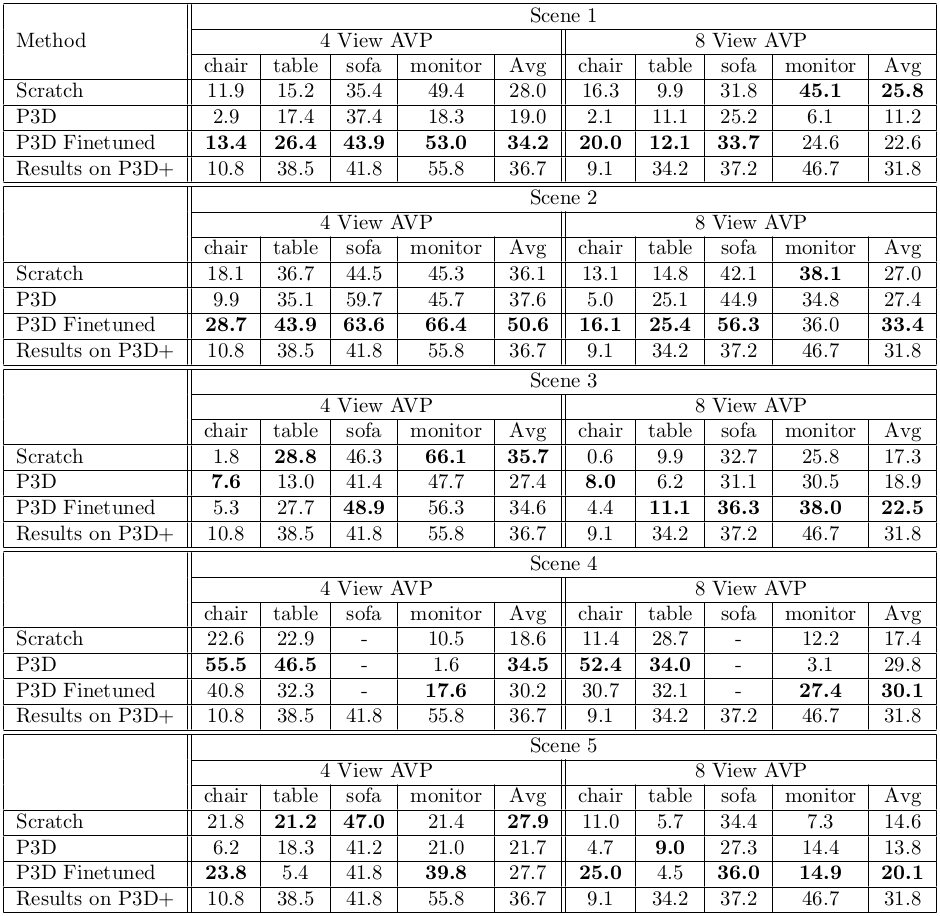 Scene 1
Method 4 View AVP 8 View AVP
chair table sofa monitor Avg chair table sofa monitor Avg
Scratch 11.9 15.2 35.4 49.4 28.0 16.3 9.9 31.8 45.1 25.8
P3D 2.9 17.4 37.4 18.3 19.0 2.1 11.1 25.2 6.1 11.2
P3D Finetuned 13.4 26.4 43.9 53.0 34.2 20.0 12.1 33.7 24.6 22.6
Results on P3D+ 10.8 38.5 41.8 55.8 36.7 9.1 34.2 37.2 46.7 31.8
Scene 2
4 View AVP 8 View AVP
chair table sofa monitor Avg chair table sofa monitor Avg
Scratch 18.1 36.7 44.5 45.3 36.1 13.1 14.8 42.1 38.1 27.0
P3D 9.9 35.1 59.7 45.7 37.6 5.0 25.1 44.9 34.8 27.4
P3D Finetuned 28.7 43.9 63.6 66.4 50.6 16.1 25.4 56.3 36.0 33.4
Results on P3D+ 10.8 38.5 41.8 55.8 36.7 9.1 34.2 37.2 46.7 31.8
Scene 3
4 View AVP 8 View AVP
chair table sofa monitor Avg chair table sofa monitor Avg
Scratch 1.8 28.8 46.3 66.1 35.7 0.6 9.9 32.7 25.8 17.3
P3D 7.6 13.0 41.4 47.7 27.4 8.0 6.2 31.1 30.5 18.9
P3D Finetuned 5.3 27.7 48.9 56.3 34.6 4.4 11.1 36.3 38.0 22.5
Results on P3D+ 10.8 38.5 41.8 55.8 36.7 9.1 34.2 37.2 46.7 31.8
Scene 4
4 View AVP 8 View AVP
chair table sofa monitor Avg chair table sofa monitor Avg
Scratch 22.6 22.9 - 10.5 18.6 11.4 28.7 - 12.2 17.4
P3D 55.5 46.5 - 1.6 34.5 52.4 34.0 - 3.1 29.8
P3D Finetuned 40.8 32.3 - 17.6 30.2 30.7 32.1 - 27.4 30.1
Results on P3D+ 10.8 38.5 41.8 55.8 36.7 9.1 34.2 37.2 46.7 31.8
Scene 5
4 View AVP 8 View AVP
chair table sofa monitor Avg chair table sofa monitor Avg
Scratch 21.8 21.2 47.0 21.4 27.9 11.0 5.7 34.4 7.3 14.6
P3D 6.2 18.3 41.2 21.0 21.7 4.7 9.0 27.3 14.4 13.8
P3D Finetuned 23.8 5.4 41.8 39.8 27.7 25.0 4.5 36.0 14.9 20.1
Results on P3D+ 10.8 38.5 41.8 55.8 36.7 9.1 34.2 37.2 46.7 31.8